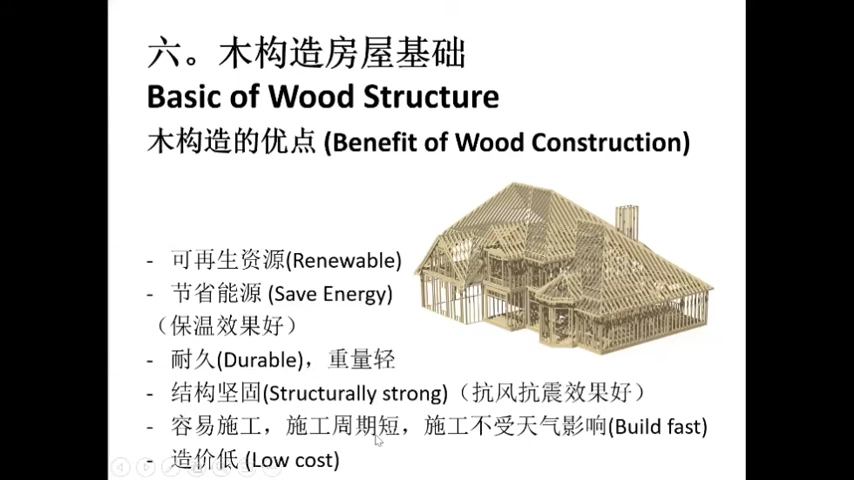 六。木构造房屋基础
Basic of Wood Structure
木构造的优点 (Benefit of Wood Construction)
- 可再生资源(Renewable)
- 节省能源 (Save Energy)
（保温效果好）
- 耐久(Durable)，重量轻
- 结构坚固(Structurally strong)（抗风抗震效果好）
- 容易施工，施工周期短，施工不受天气影响(Build fast)
- 造价低 (Low cost)